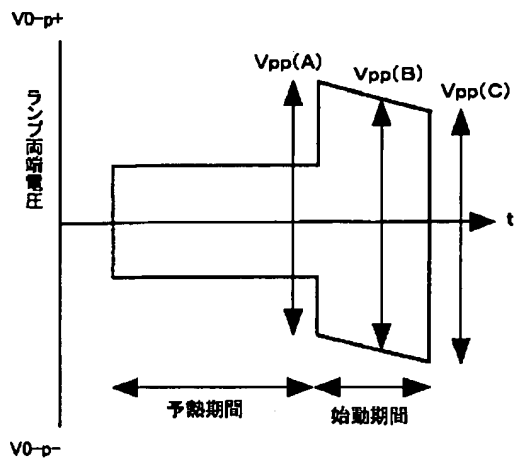 V0-p+
ランプ両端電圧
Vpp(A)
Vpp(B)
Vpp(C)
t
予熱期間
始動期間
V0-p-